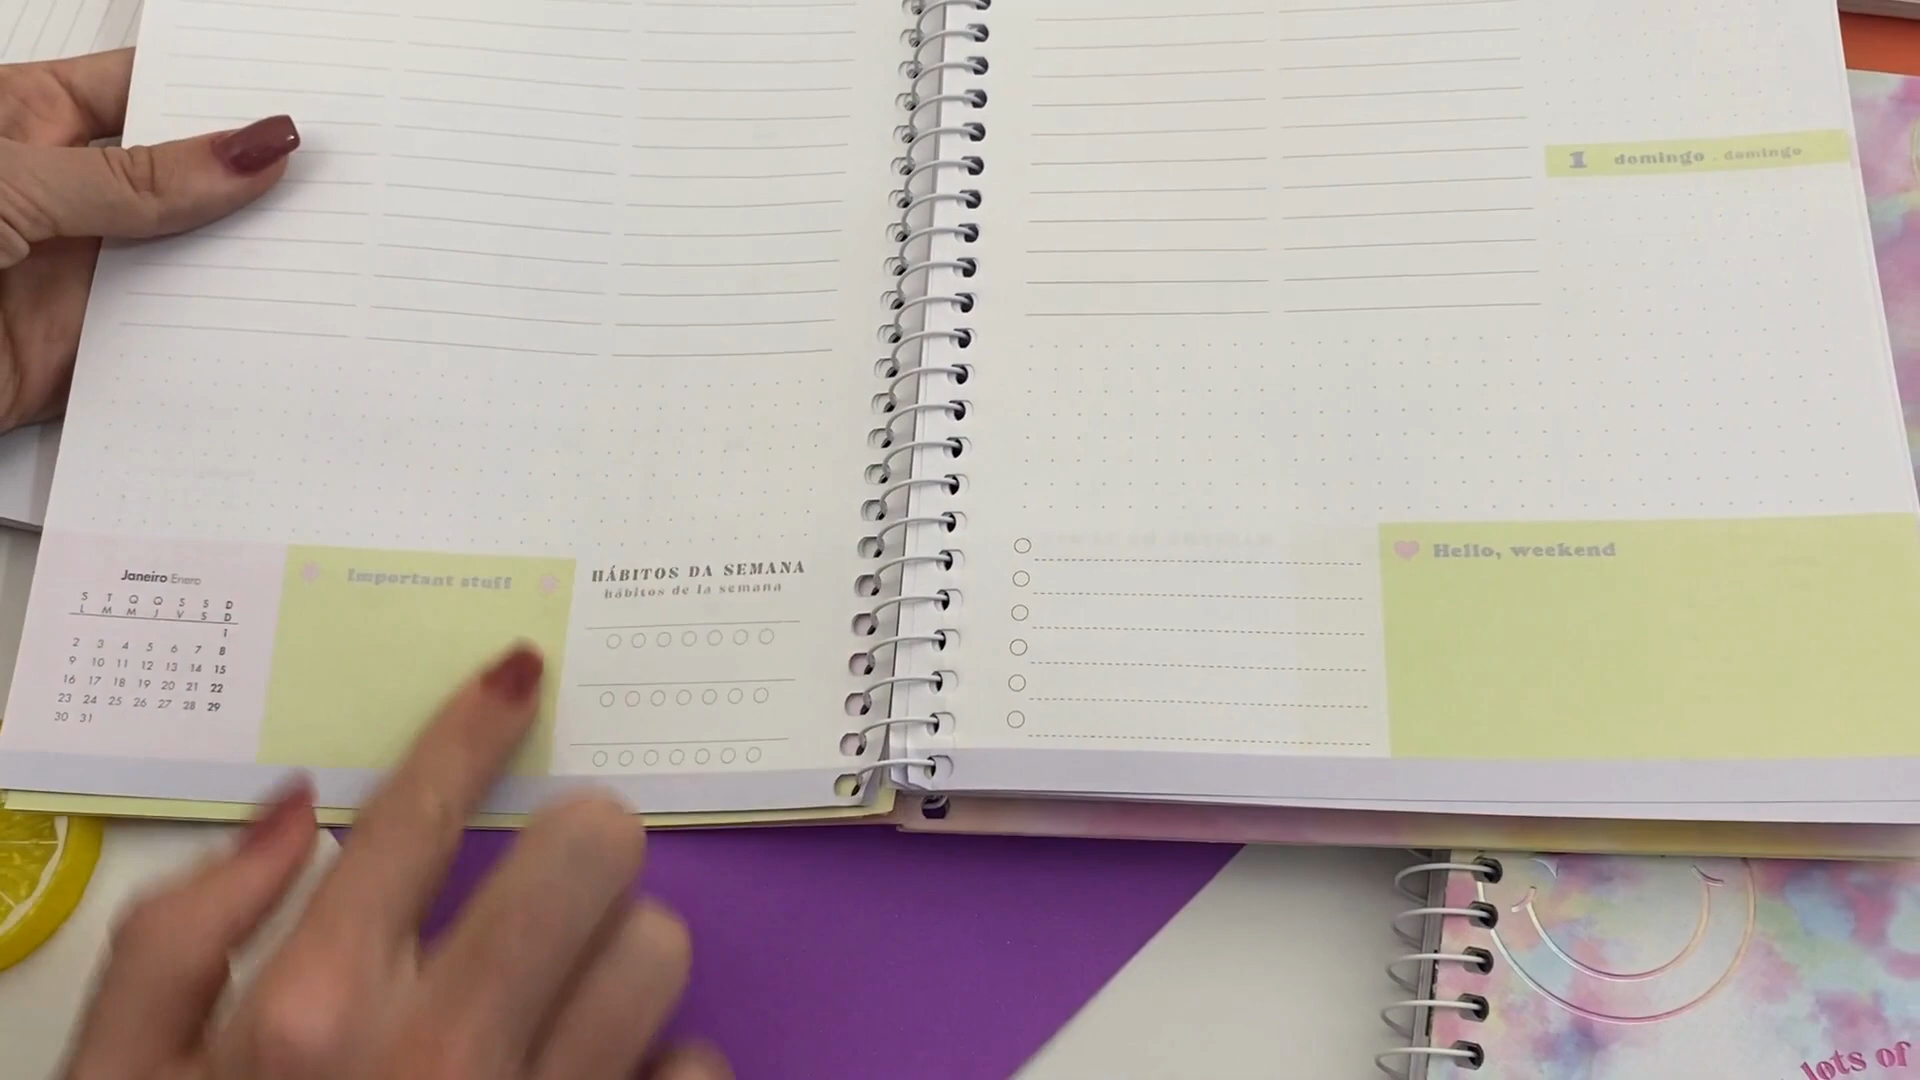 1 domingo . domingo
Janeiro Enero
S T Q Q S S D
L M M J V S D
1
2 3 4 5 6 7 8
9 10 11 12 13 14 15
16 17 18 19 20 21 22
23 24 25 26 27 28 29
30 31
Important stuff
HÁBITOS DA SEMANA
hábitos de la semana
Hello, weekend
lots of